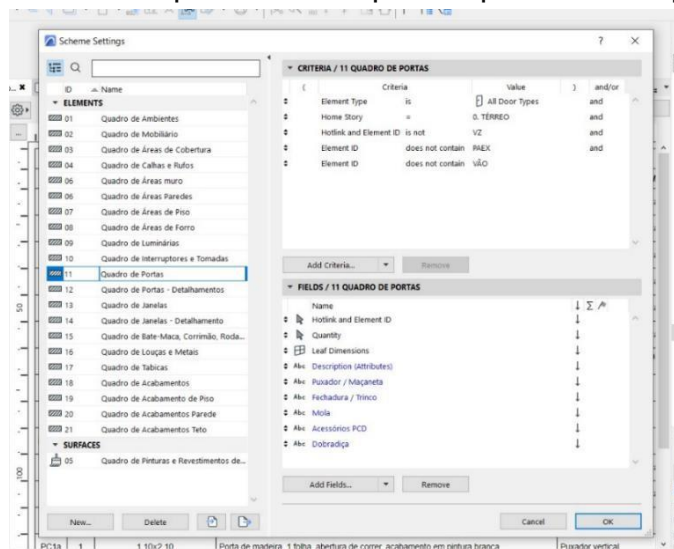 Scheme Settings
? ×
CRITERIA / 11 QUADRO DE PORTAS
ID Name
( Criteria Value ) and/or
ELEMENTS
01 Quadro de Ambientes
02 Quadro de Mobiliário
03 Quadro de Áreas de Cobertura
04 Quadro de Calhas e Rufos
06 Quadro de Áreas muro
06 Quadro de Áreas Paredes
07 Quadro de Áreas de Piso
08 Quadro de Áreas de Forro
09 Quadro de Luminárias
10 Quadro de Interruptores e Tomadas
11 Quadro de Portas
12 Quadro de Portas - Detalhamentos
13 Quadro de Janelas
14 Quadro de Janelas - Detalhamento
15 Quadro de Bate-Maca, Corrimão, Roda...
16 Quadro de Louças e Metais
17 Quadro de Tabicas
18 Quadro de Acabamentos
19 Quadro de Acabamento de Piso
20 Quadro de Acabamentos Parede
21 Quadro de Acabamentos Teto
SURFACES
05 Quadro de Pinturas e Revestimentos de...
New... Delete
Element Type is All Door Types and
Home Story = 0. TÉRREO and
Hotlink and Element ID is not VZ and
Element ID does not contain PAEX and
Element ID does not contain VÃO
Add Criteria... Remove
FIELDS / 11 QUADRO DE PORTAS
Name
Hotlink and Element ID
Quantity
Leaf Dimensions
Abc Description (Attributes)
Abc Puxador / Maçaneta
Abc Fechadura / Trinco
Abc Mola
Abc Acessórios PCD
Abc Dobradiça
Add Fields... Remove
Cancel OK
PC1a 1 1,10x2,10 Porta de madeira, 1 folha, abertura de correr, acabamento em pintura branca Puxador vertical